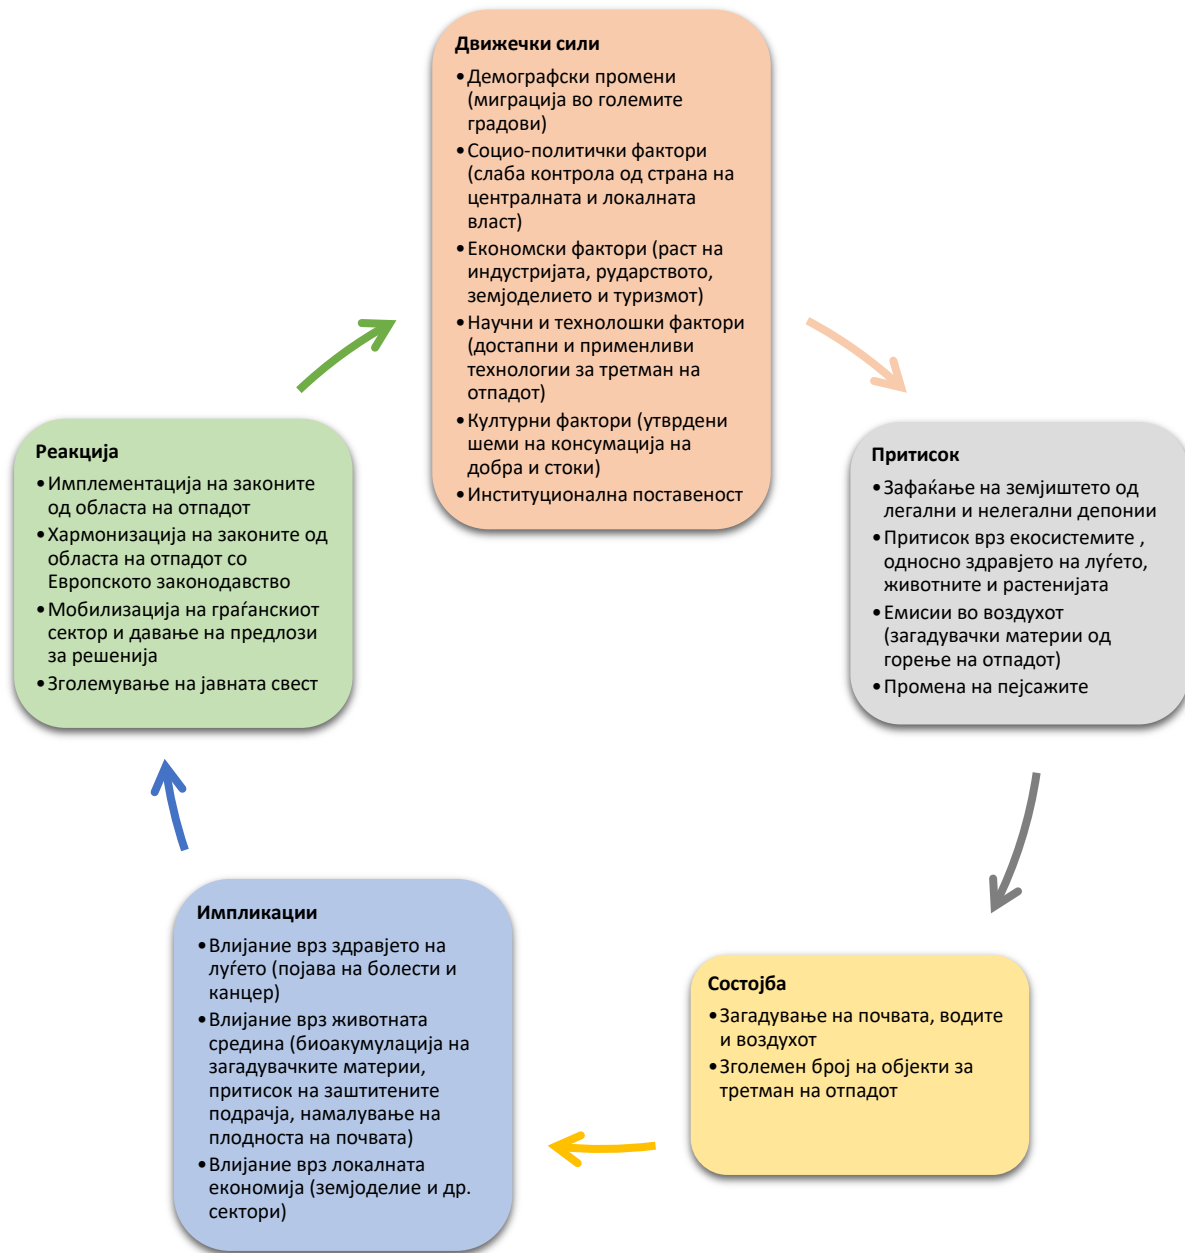 Движечки сили
•Демографски промени
(миграција во големите
градови)
•Социо-политички фактори
(слаба контрола од страна на
централната и локалната
власт)
•Економски фактори (раст на
индустријата, рударството,
земјоделието и туризмот)
•Научни и технолошки фактори
(достапни и применливи
технологии за третман на
отпадот)
•Културни фактори (утврдени
шеми на консумација на
добра и стоки)
•Институционална поставеност
Притисок
•Зафаќање на земјиштето од
легални и нелегални депонии
•Притисок врз екосистемите ,
односно здравјето на луѓето,
животните и растенијата
•Емисии во воздухот
(загадувачки материи од
горење на отпадот)
•Промена на пејсажите
Состојба
•Загадување на почвата, водите
и воздухот
•Зголемен број на објекти за
третман на отпадот
Импликации
•Влијание врз здравјето на
луѓето (појава на болести и
канцер)
•Влијание врз животната
средина (биоакумулација на
загадувачките материи,
притисок на заштитените
подрачја, намалување на
плодноста на почвата)
•Влијание врз локалната
економија (земјоделие и др.
сектори)
Реакција
•Имплементација на законите
од областа на отпадот
•Хармонизација на законите од
областа на отпадот со
Европското законодавство
•Мобилизација на граѓанскиот
сектор и давање на предлози
за решенија
•Зголемување на јавната свест